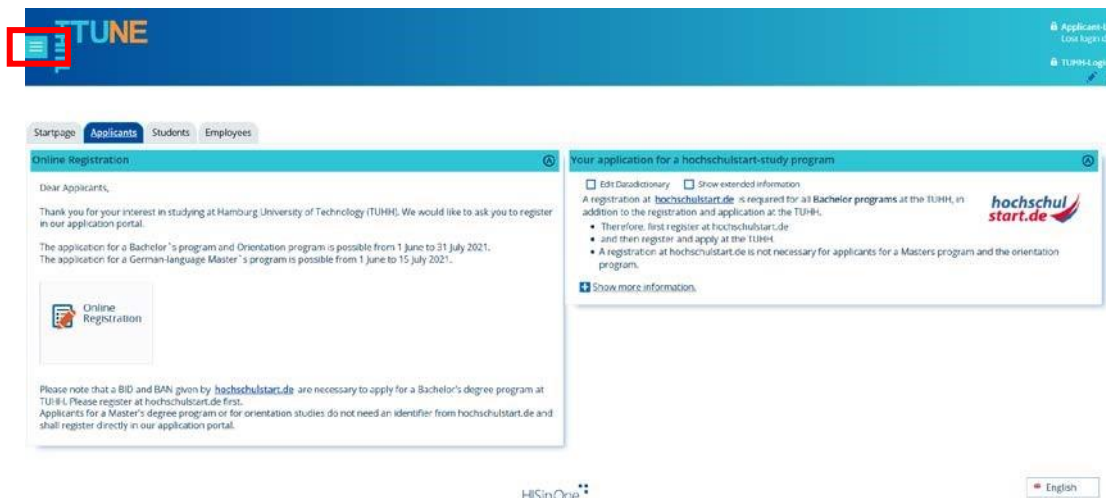 TUNE
TUHH
Applicant-L
Lost login d
TUHH-Logi
Startpage Applicants Students Employees
Online Registration
Dear Applicants,
Thank you for your interest in studying at Hamburg University of Technology (TUHH). We would like to ask you to register
in our application portal.
The application for a Bachelor`s program and Orientation program is possible from 1 June to 31 July 2021.
The application for a German-language Master`s program is possible from 1 June to 15 July 2021.
Online
Registration
Please note that a BID and BAN given by hochschulstart.de are necessary to apply for a Bachelor's degree program at
TUHH. Please register at hochschulstart.de first.
Applicants for a Master's degree program or for orientation studies do not need an identifier from hochschulstart.de and
shall register directly in our application portal.
Your application for a hochschulstart-study program
Edit Datadictionary Show extended information
A registration at hochschulstart.de is required for all Bachelor programs at the TUHH, in
addition to the registration and application at the TUHH.
hochschul
start.de
• Therefore, first register at hochschulstart.de
• and then register and apply at the TUHH
• A registration at hochschulstart.de is not necessary for applicants for a Masters program and the orientation
program.
Show more information.
HISinOne
English